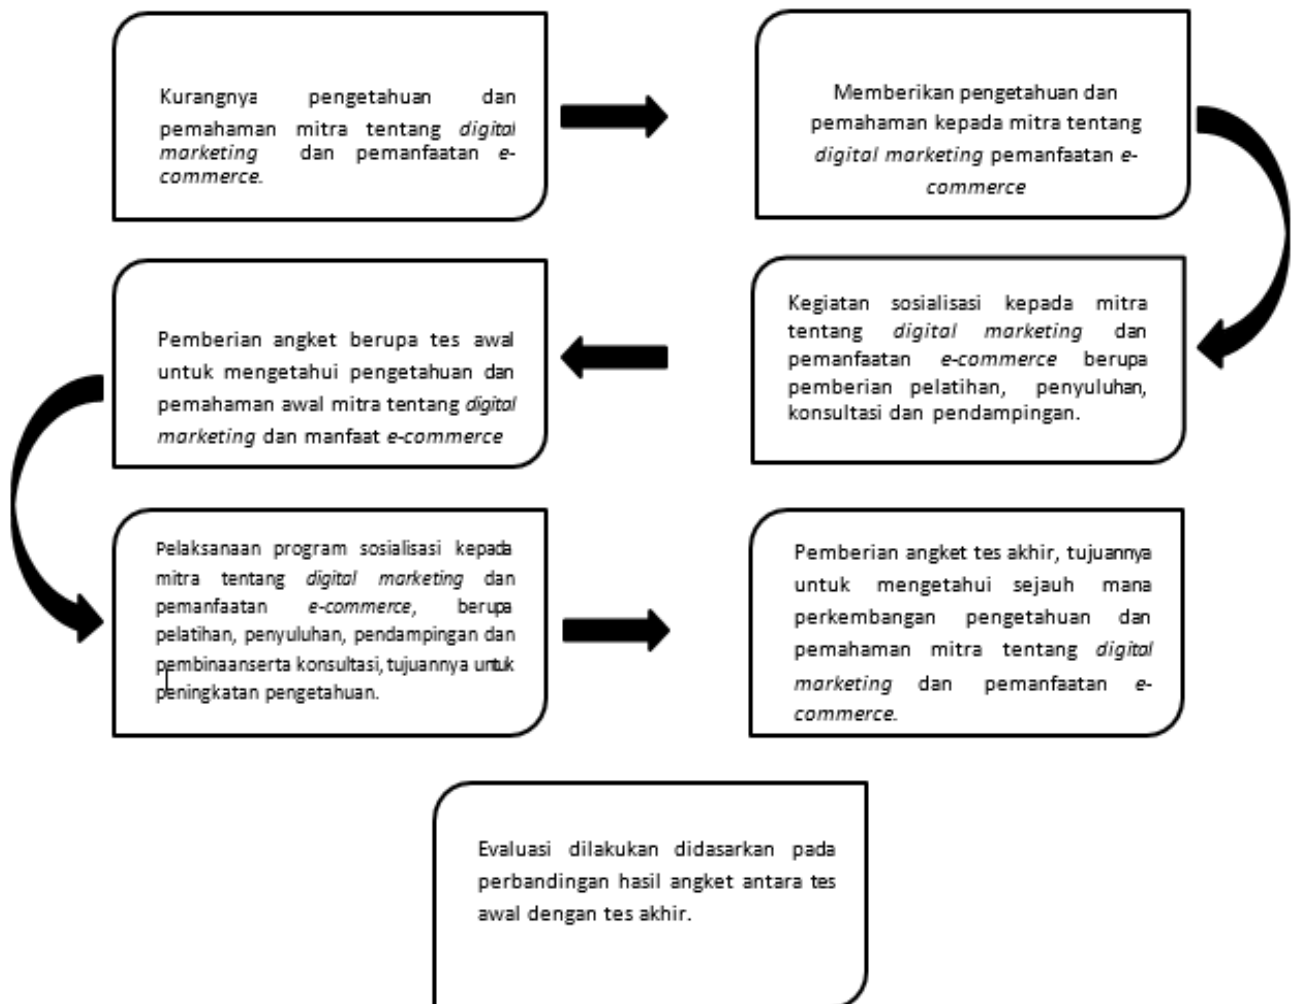 Kurangnya pengetahuan dan
pemahaman mitra tentang digital
marketing dan pemanfaatan e-
commerce.
Memberikan pengetahuan dan
pemahaman kepada mitra tentang
digital marketing pemanfaatan e-
commerce
Kegiatan sosialisasi kepada mitra
tentang digital marketing dan
pemanfaatan e-commerce berupa
pemberian pelatihan, penyuluhan,
konsultasi dan pendampingan.
Pemberian angket berupa tes awal
untuk mengetahui pengetahuan dan
pemahaman awal mitra tentang digital
marketing dan manfaat e-commerce
Pelaksanaan program sosialisasi kepada
mitra tentang digital marketing dan
pemanfaatan e-commerce, berupa
pelatihan, penyuluhan, pendampingan dan
pembinaanserta konsultasi, tujuannya untuk
peningkatan pengetahuan.
Pemberian angket tes akhir, tujuannya
untuk mengetahui sejauh mana
perkembangan pengetahuan dan
pemahaman mitra tentang digital
marketing dan pemanfaatan e-
commerce.
Evaluasi dilakukan didasarkan pada
perbandingan hasil angket antara tes
awal dengan tes akhir.